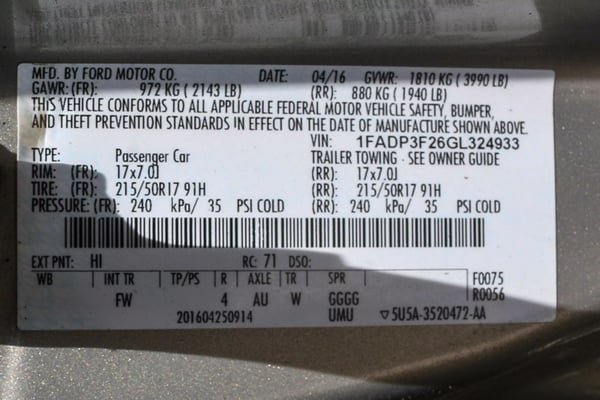 MFD. BY FORD MOTOR CO. DATE: 04/16 GVWR: 1810 KG ( 3990 LB)
GAWR: (FR): 972 KG ( 2143 LB) (RR): 880 KG ( 1940 LB)
THIS VEHICLE CONFORMS TO ALL APPLICABLE FEDERAL MOTOR VEHICLE SAFETY, BUMPER,
AND THEFT PREVENTION STANDARDS IN EFFECT ON THE DATE OF MANUFACTURE SHOWN ABOVE.
VIN: 1FADP3F26GL324933
TYPE: Passenger Car TRAILER TOWING - SEE OWNER GUIDE
RIM: (FR): 17x7.0J (RR): 17x7.0J
TIRE: (FR): 215/50R17 91H (RR): 215/50R17 91H
PRESSURE: (FR): 240 kPa/ 35 PSI COLD (RR): 240 kPa/ 35 PSI COLD
EXT PNT: HI RC: 71 DSO:
WB INT TR TP/PS R AXLE TR SPR F0075
FW 4 AU W GGGG R0056
201604250914 UMU ▽5U5A-3520472-AA